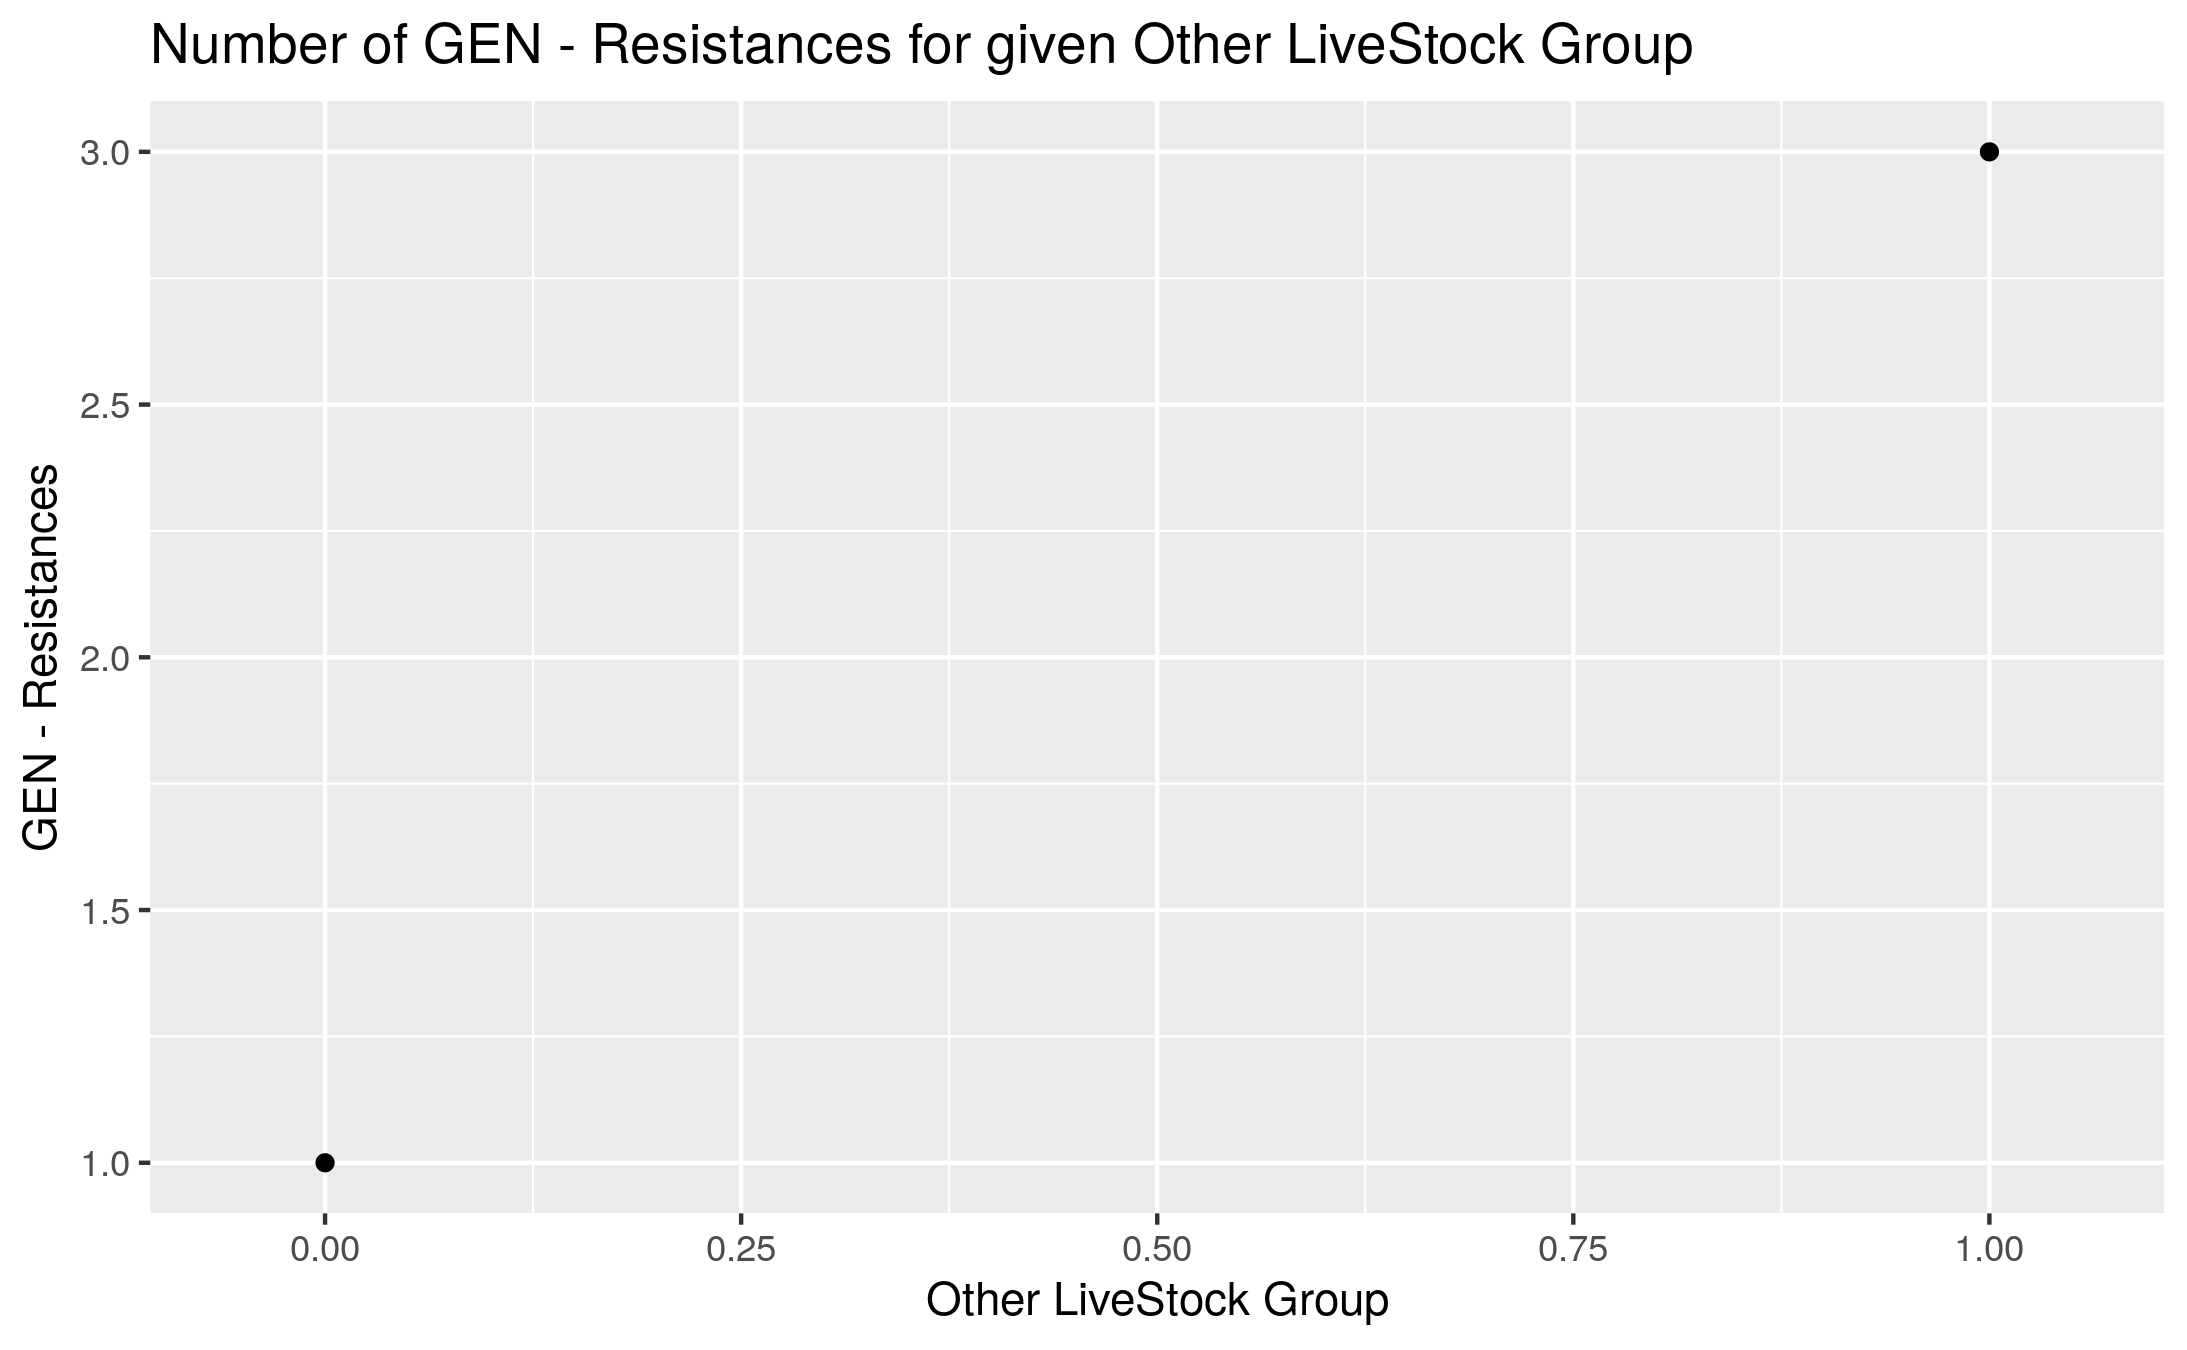 Number of GEN - Resistances for given Other LiveStock Group
GEN - Resistances
3.0
2.5
2.0
1.5
1.0
0.00 0.25 0.50 0.75 1.00
Other LiveStock Group